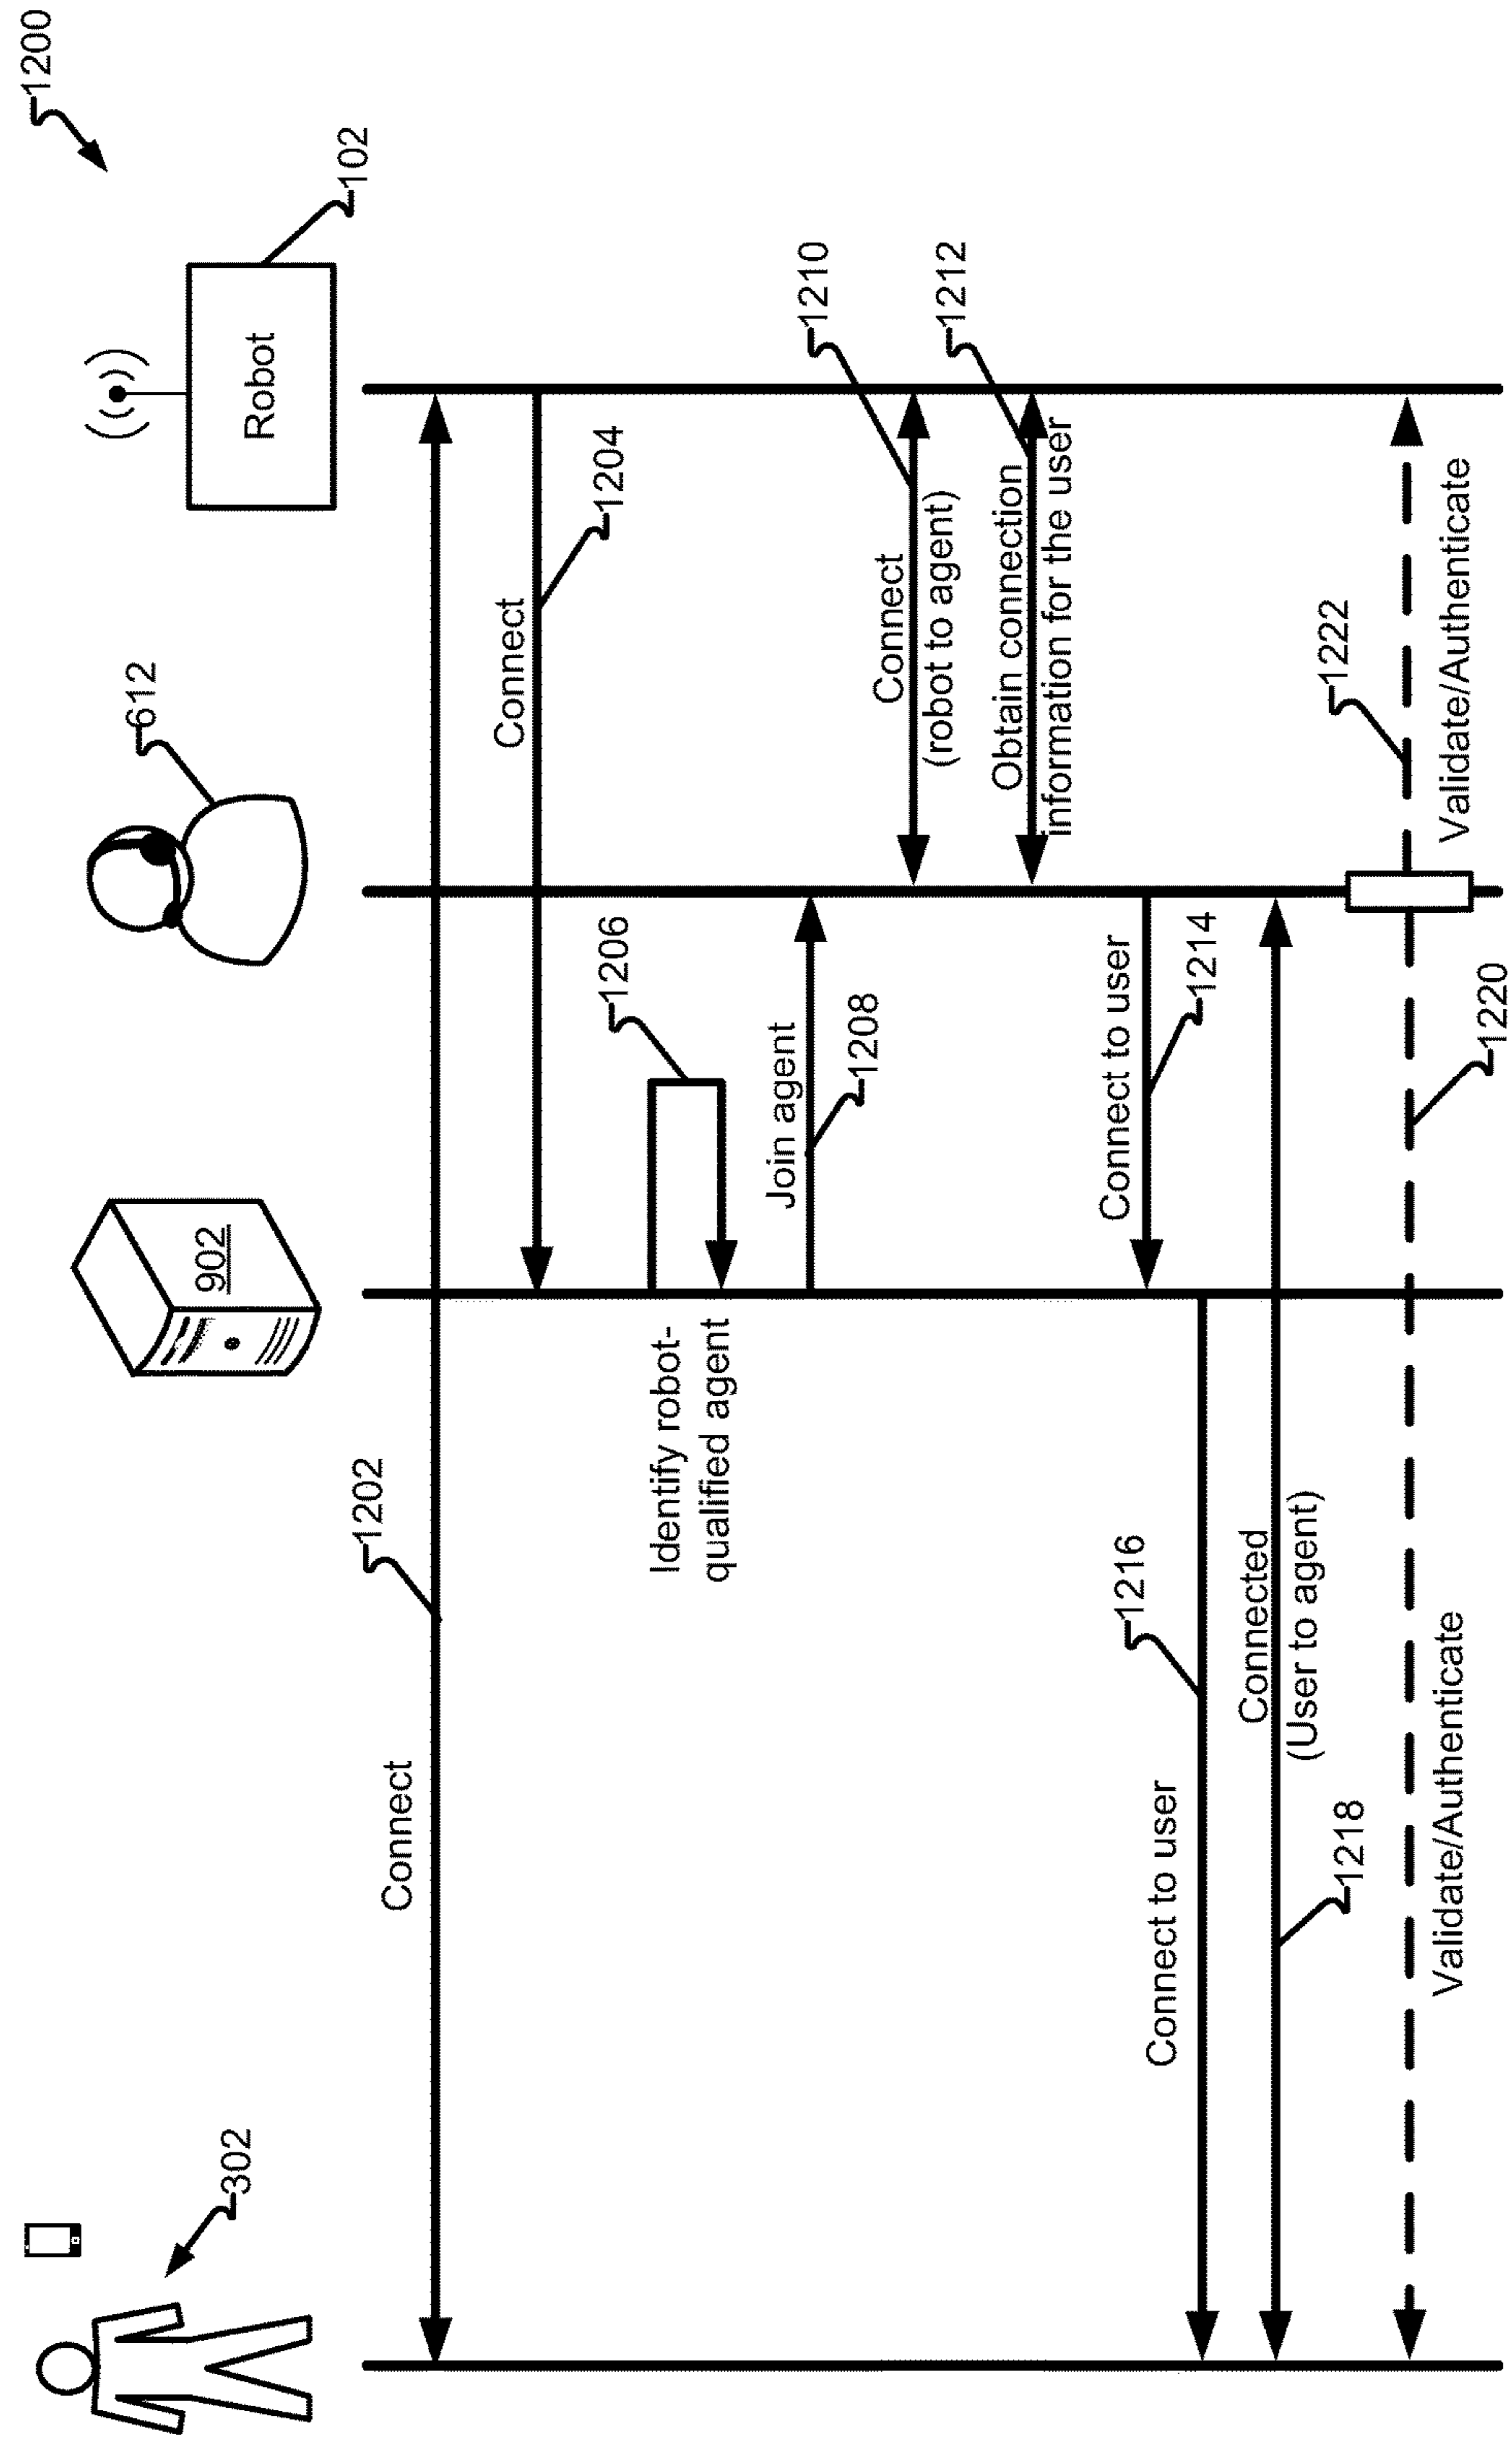 1200
302
902
612
Robot
102
Connect
1202
Connect
1204
Identify robot-
qualified agent
1206
Join agent
1208
Connect
(robot to agent)
1210
Obtain connection
information for the user
1212
Connect to user
1214
Connect to user
1216
Connected
(User to agent)
1218
Validate/Authenticate
1220
Validate/Authenticate
1222